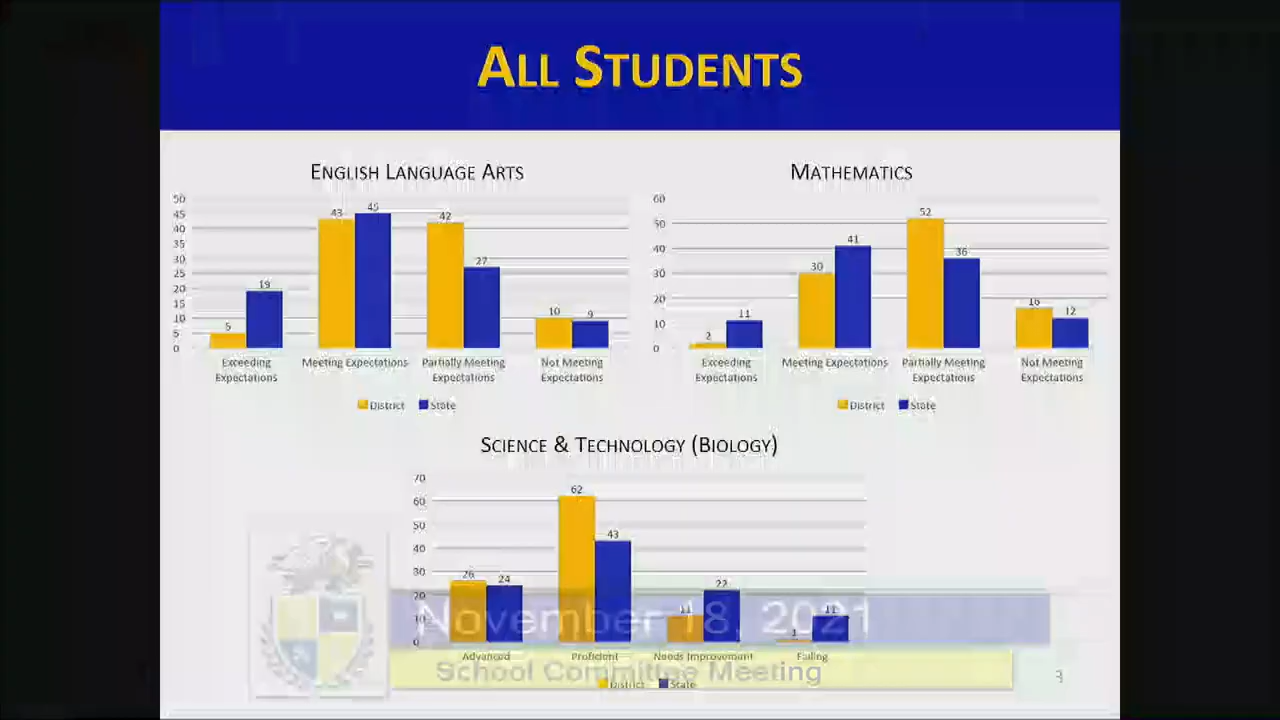 ALL STUDENTS
ENGLISH LANGUAGE ARTS
50
45
40
35
30
25
20
15
10
5
0
5
19
43
45
42
27
10
9
Exceeding Expectations
Meeting Expectations
Partially Meeting Expectations
Not Meeting Expectations
District State
MATHEMATICS
60
50
40
30
20
10
0
2
11
30
41
52
36
16
12
Exceeding Expectations
Meeting Expectations
Partially Meeting Expectations
Not Meeting Expectations
District State
SCIENCE & TECHNOLOGY (BIOLOGY)
70
60
50
40
30
20
10
0
26
24
62
43
11
22
1
11
Advanced
Proficient
Needs Improvement
Failing
District State
November 18, 2021
School Committee Meeting
3